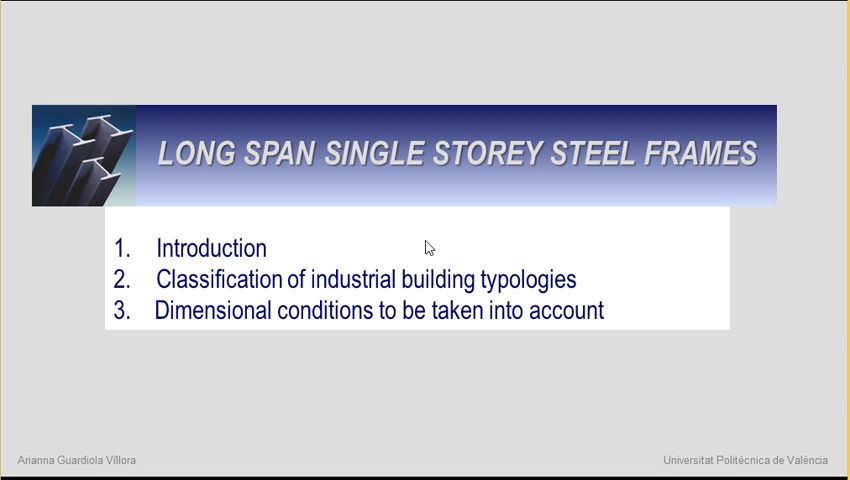 LONG SPAN SINGLE STOREY STEEL FRAMES
1. Introduction
2. Classification of industrial building typologies
3. Dimensional conditions to be taken into account
Arianna Guardiola Víllora
Universitat Politècnica de València